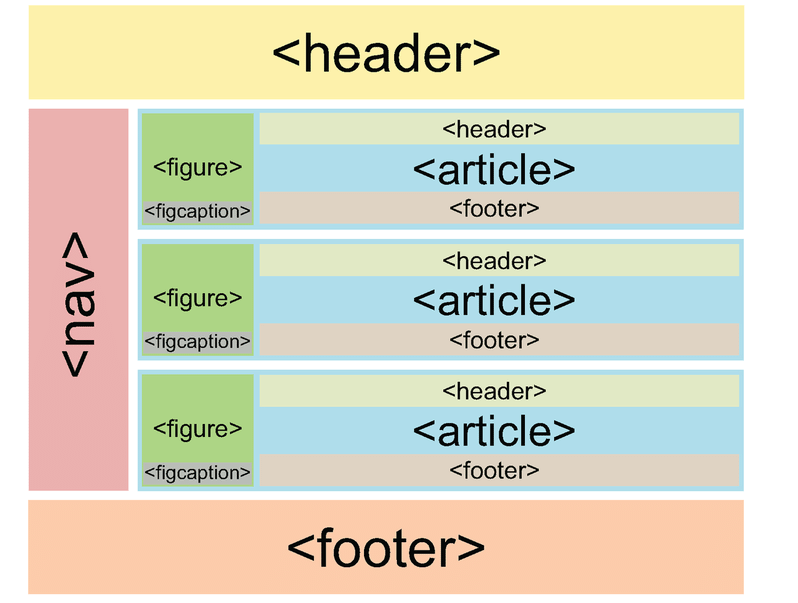 <header>
<nav>
<figure>
<figcaption>
<header>
<article>
<footer>
<figure>
<figcaption>
<header>
<article>
<footer>
<figure>
<figcaption>
<header>
<article>
<footer>
<footer>